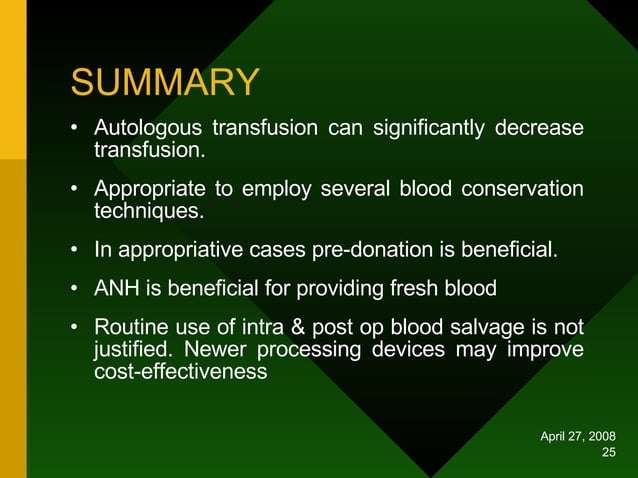 SUMMARY
• Autologous transfusion can significantly decrease
transfusion.
• Appropriate to employ several blood conservation
techniques.
• In appropriative cases pre-donation is beneficial.
• ANH is beneficial for providing fresh blood
• Routine use of intra & post op blood salvage is not
justified. Newer processing devices may improve
cost-effectiveness
April 27, 2008
25